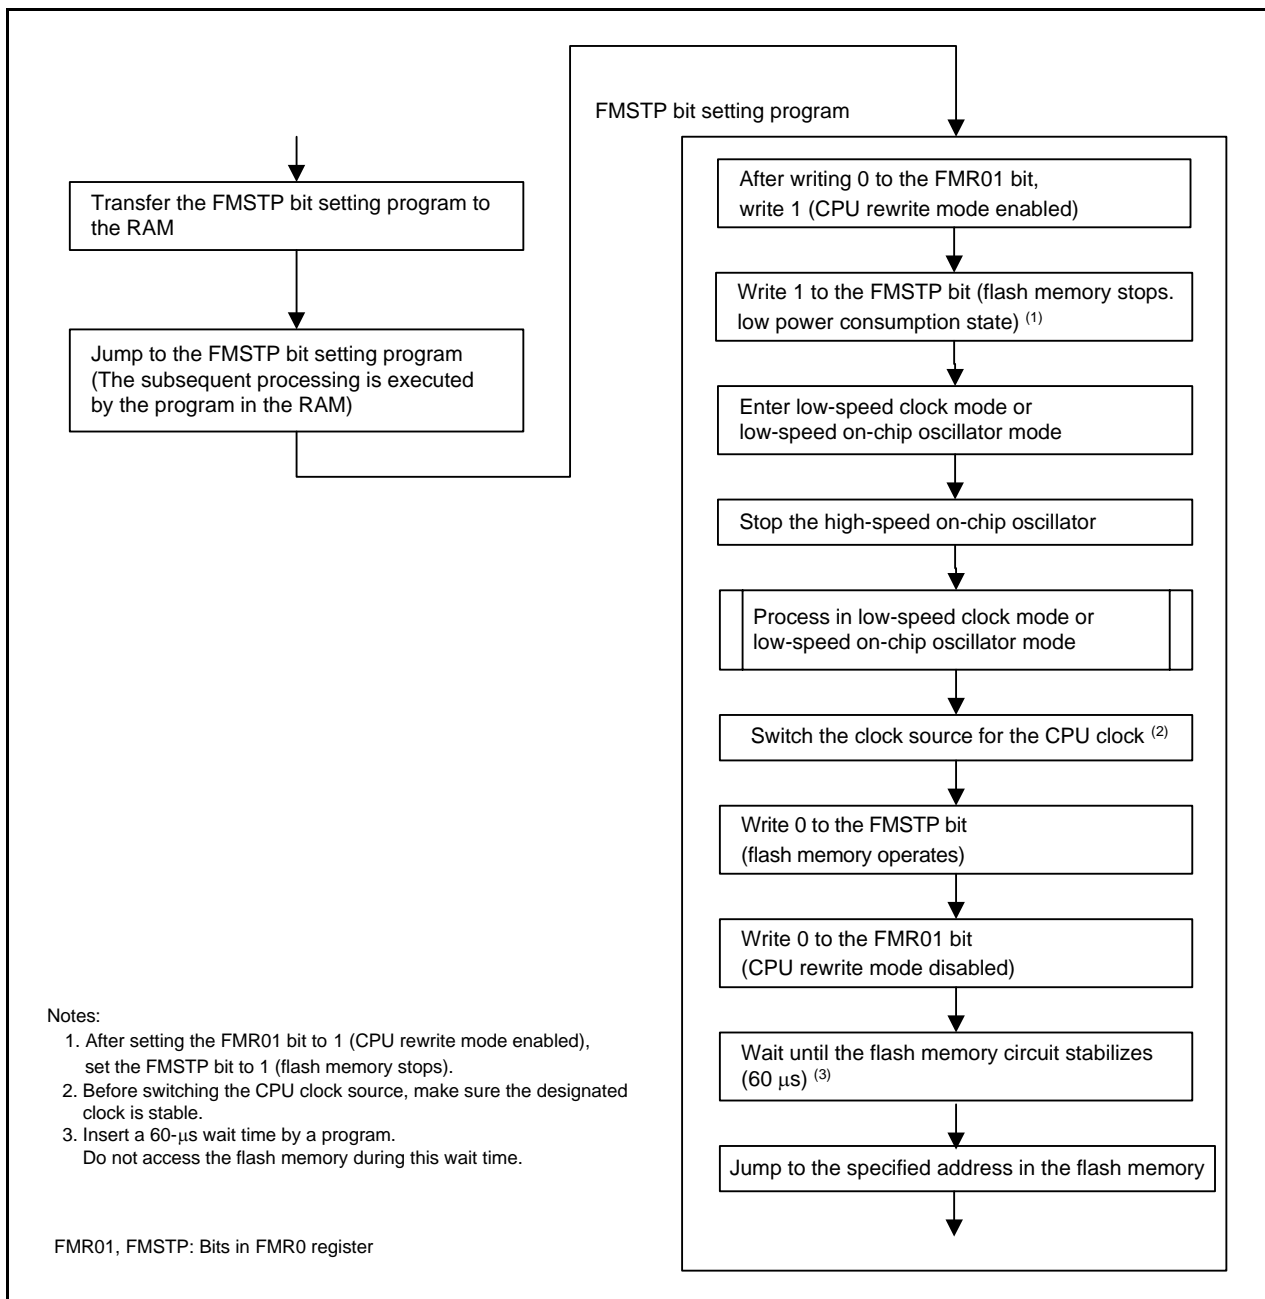 Transfer the FMSTP bit setting program to
the RAM
Jump to the FMSTP bit setting program
(The subsequent processing is executed
by the program in the RAM)
FMSTP bit setting program
After writing 0 to the FMR01 bit,
write 1 (CPU rewrite mode enabled)
Write 1 to the FMSTP bit (flash memory stops.
low power consumption state) (1)
Enter low-speed clock mode or
low-speed on-chip oscillator mode
Stop the high-speed on-chip oscillator
Process in low-speed clock mode or
low-speed on-chip oscillator mode
Switch the clock source for the CPU clock (2)
Write 0 to the FMSTP bit
(flash memory operates)
Write 0 to the FMR01 bit
(CPU rewrite mode disabled)
Wait until the flash memory circuit stabilizes
(60 μs) (3)
Jump to the specified address in the flash memory
Notes:
1. After setting the FMR01 bit to 1 (CPU rewrite mode enabled),
set the FMSTP bit to 1 (flash memory stops).
2. Before switching the CPU clock source, make sure the designated
clock is stable.
3. Insert a 60-μs wait time by a program.
Do not access the flash memory during this wait time.
FMR01, FMSTP: Bits in FMR0 register